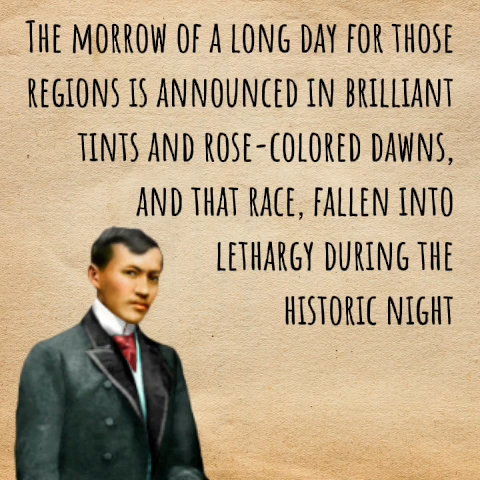 The morrow of a long day for those
regions is announced in brilliant
tints and rose-colored dawns,
and that race, fallen into
lethargy during the
historic night